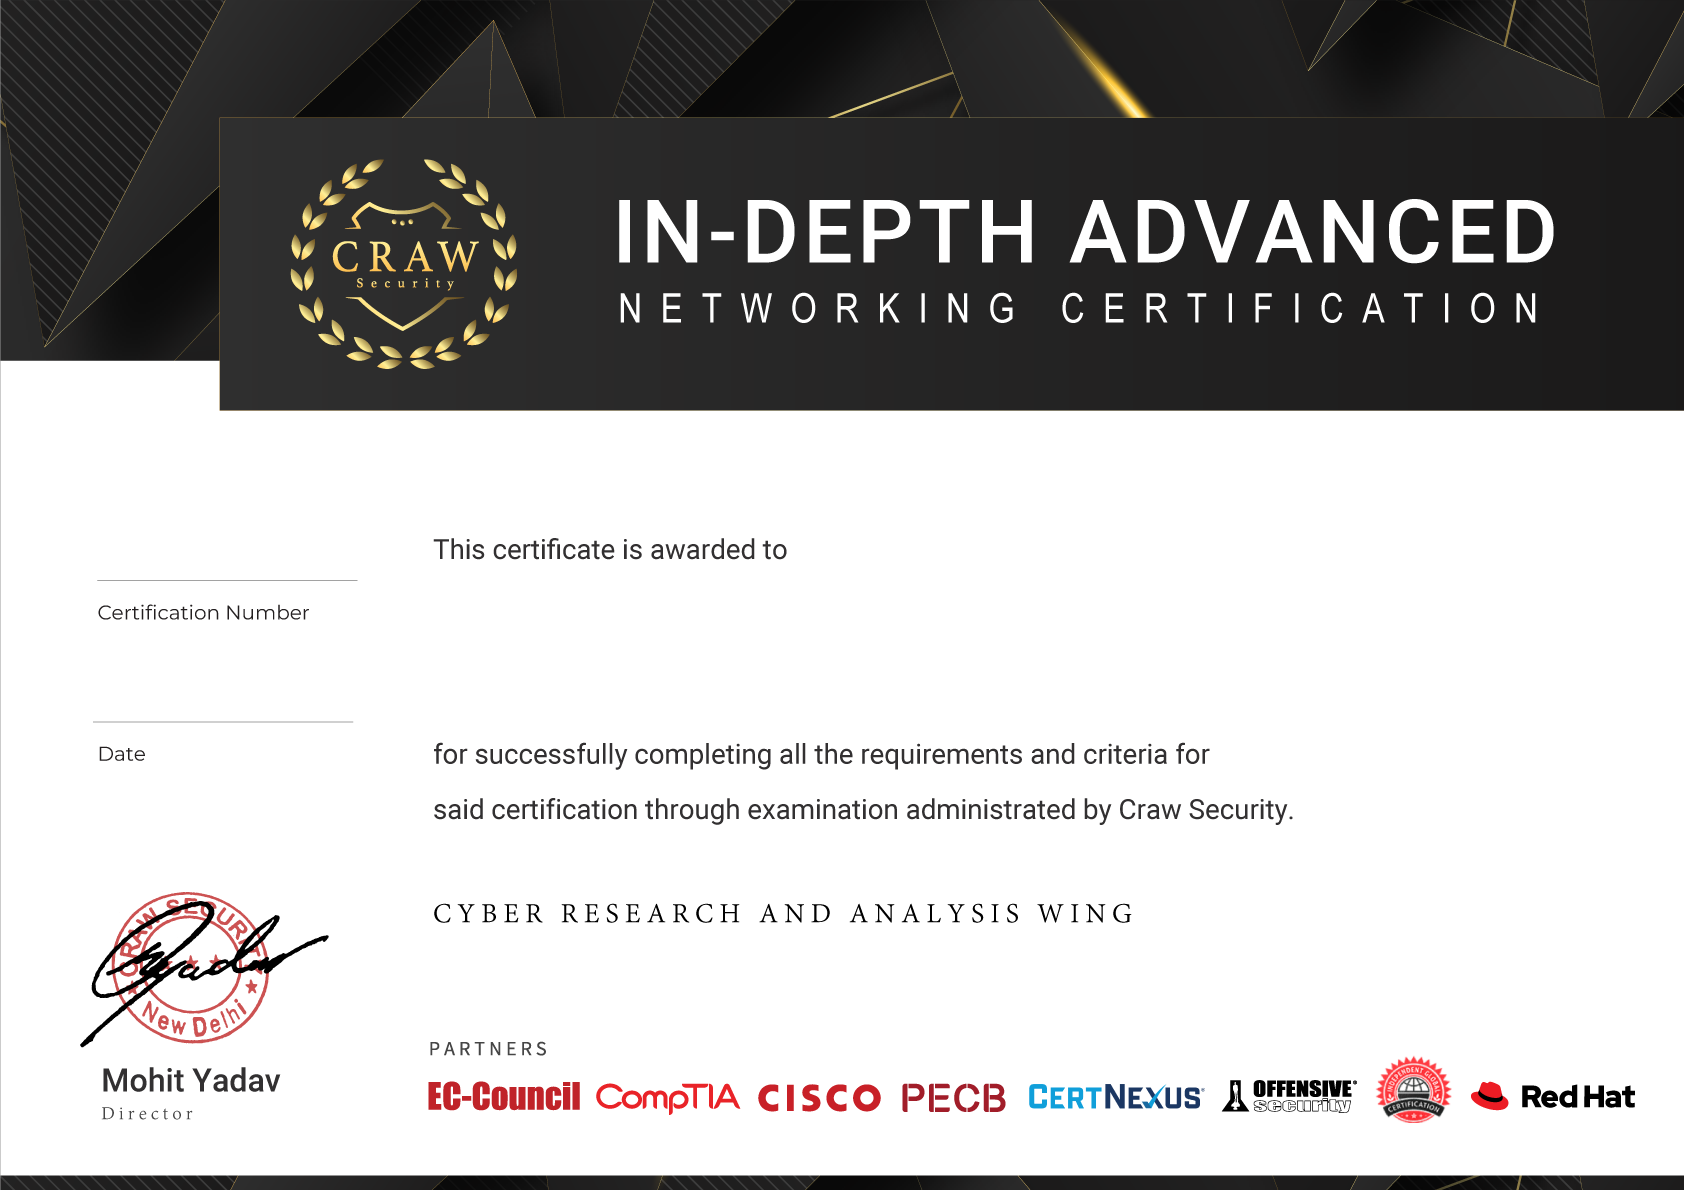 CRAW
Security
IN-DEPTH ADVANCED
NETWORKING CERTIFICATION
This certificate is awarded to
Certification Number
Date
for successfully completing all the requirements and criteria for
said certification through examination administrated by Craw Security.
CYBER RESEARCH AND ANALYSIS WING
CRAW SECURITY
New Delhi
Mohit Yadav
Director
PARTNERS
EC-Council CompTIA CISCO PECB CERTNEXUS OFFENSIVE security INDEPENDENT GLOBAL CERTIFICATION Red Hat